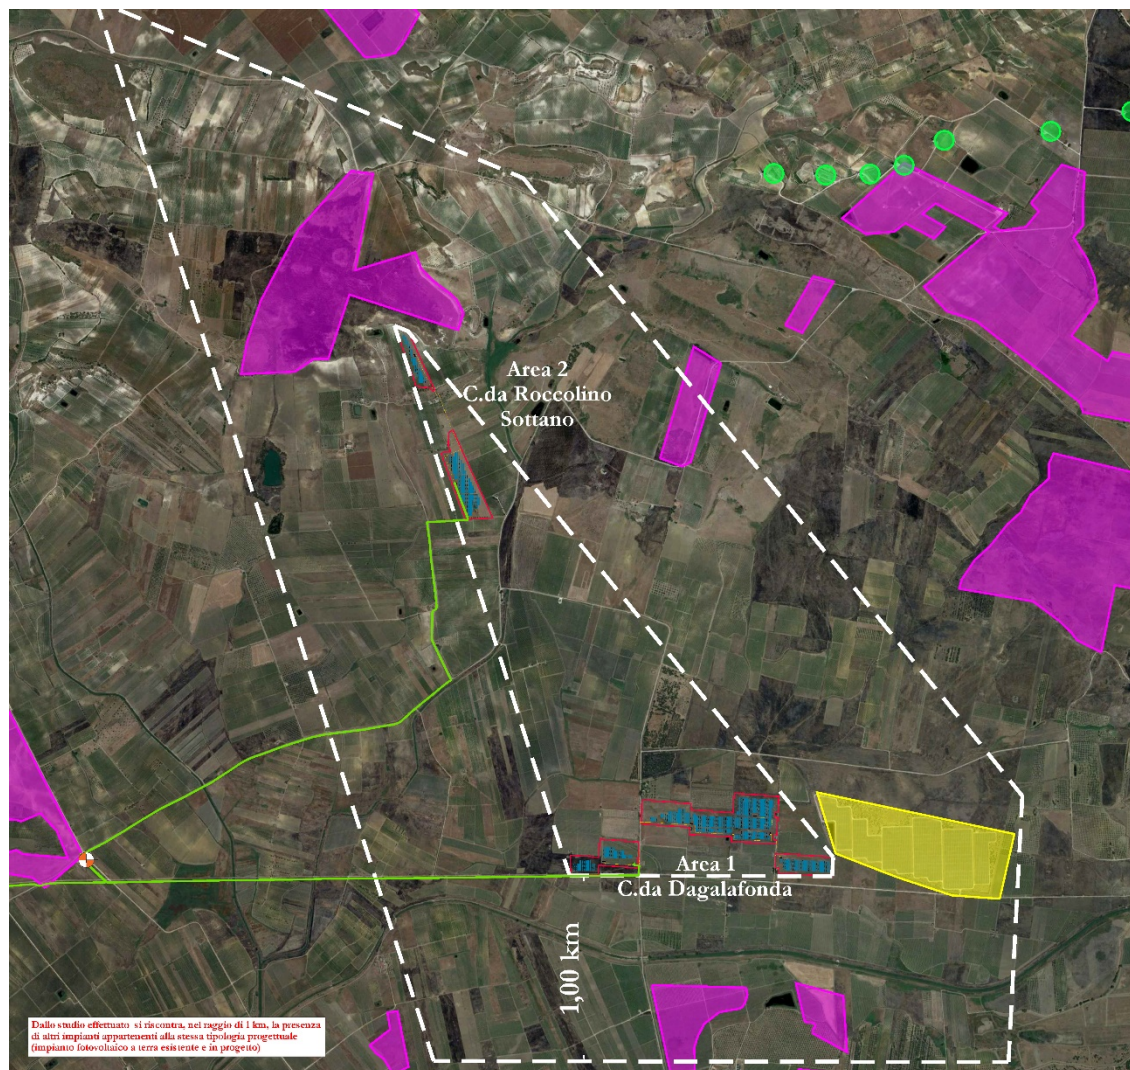 Area 2
C.da Roccolino
Sottano
Area 1
C.da Dagalafonda
1,00 km
Dallo studio effettuato si riscontra, nel raggio di 1 km, la presenza
di altri impianti appartenenti alla stessa tipologia progettuale
(impianto fotovoltaico a terra esistente e in progetto)